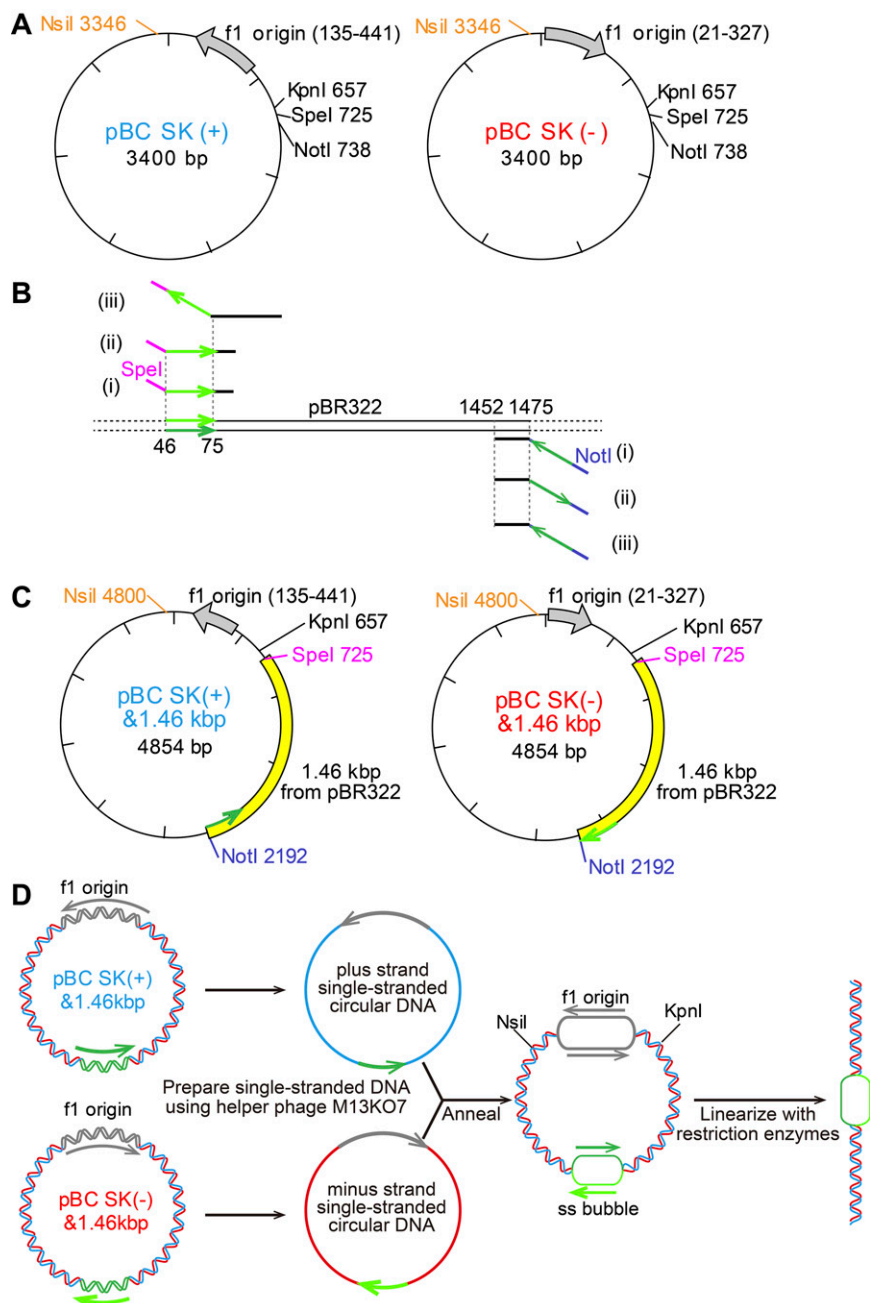 A
NsiI 3346
f1 origin (135-441)
KpnI 657
SpeI 725
NotI 738
pBC SK (+)
3400 bp
NsiI 3346
f1 origin (21-327)
KpnI 657
SpeI 725
NotI 738
pBC SK (-)
3400 bp
B
(iii)
(ii)
SpeI
(i)
pBR322
1452 1475
46 75
NotI (i)
(ii)
(iii)
C
NsiI 4800
f1 origin (135-441)
KpnI 657
SpeI 725
pBC SK(+)
&1.46 kbp
4854 bp
1.46 kbp
from pBR322
NotI 2192
NsiI 4800
f1 origin (21-327)
KpnI 657
SpeI 725
pBC SK(-)
&1.46 kbp
4854 bp
1.46 kbp
from pBR322
NotI 2192
D
f1 origin
pBC SK(+)
&1.46kbp
plus strand
single-stranded
circular DNA
Prepare single-stranded DNA
using helper phage M13KO7
f1 origin
pBC SK(-)
&1.46kbp
minus strand
single-stranded
circular DNA
Anneal
NsiI
f1 origin
KpnI
ss bubble
Linearize with
restriction enzymes